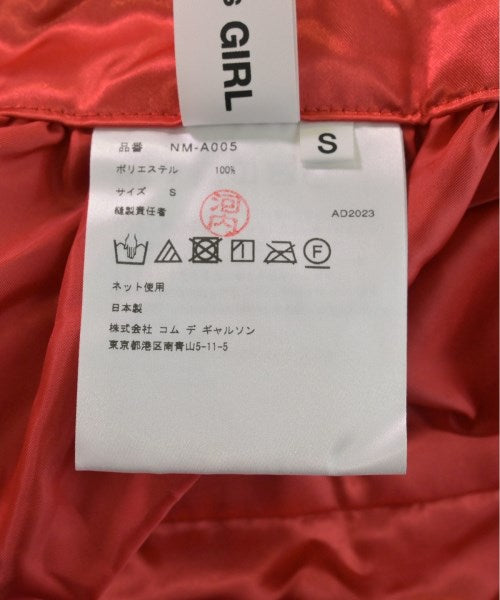 s GIRL
S
品番 NM-A005
ポリエステル 100%
サイズ S
縫製責任者 河内 AD2023
F
ネット使用
日本製
株式会社 コム デ ギャルソン
東京都港区南青山5-11-5